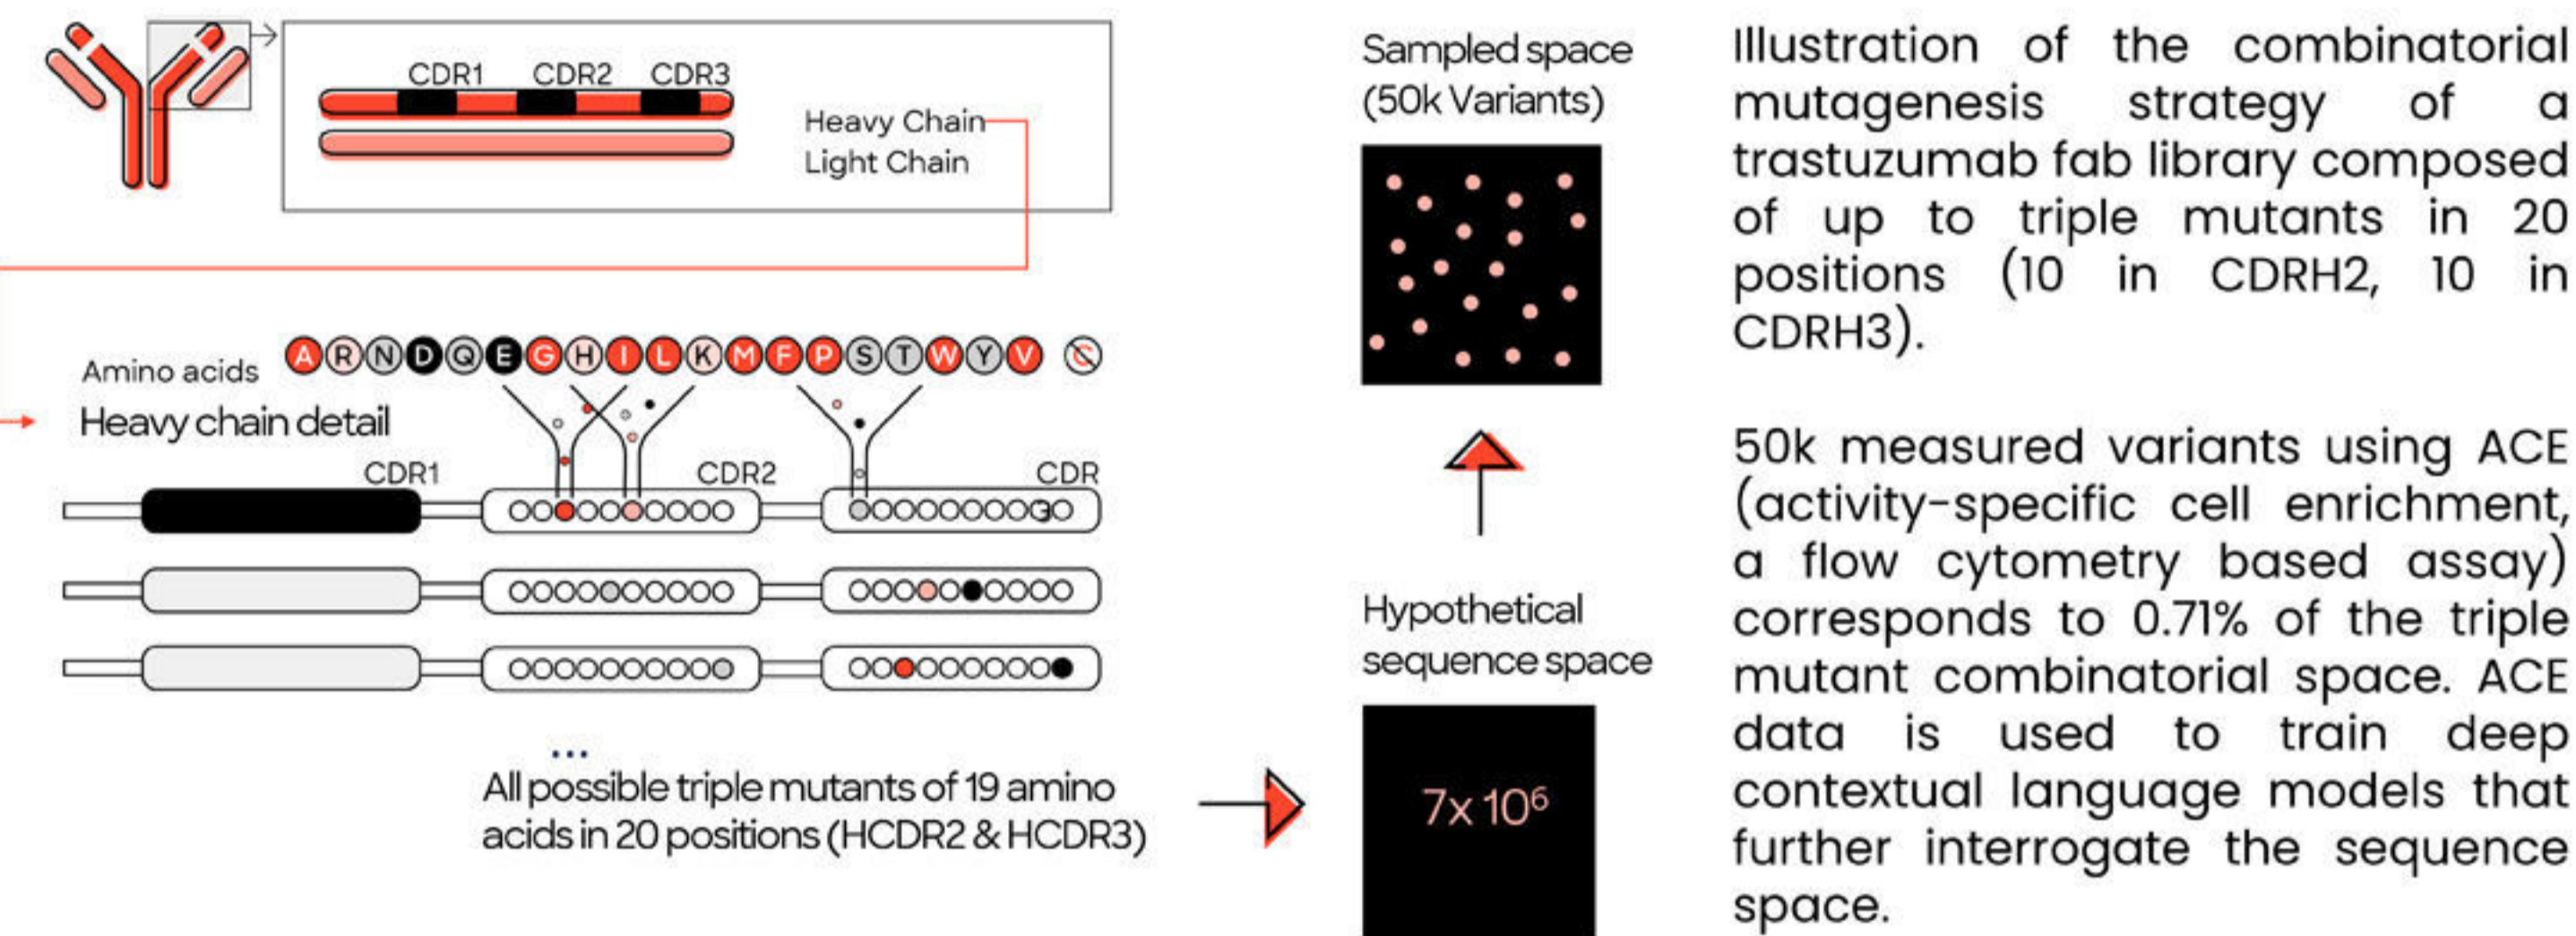 CDR1 CDR2 CDR3
Heavy Chain
Light Chain
Amino acids
A R N D Q E G H I L K M F P S T W Y V C
Heavy chain detail
CDR1 CDR2 CDR
3
...
All possible triple mutants of 19 amino
acids in 20 positions (HCDR2 & HCDR3)
Sampled space
(50k Variants)
Hypothetical
sequence space
7x 10⁶
Illustration of the combinatorial
mutagenesis strategy of a
trastuzumab fab library composed
of up to triple mutants in 20
positions (10 in CDRH2, 10 in
CDRH3).
50k measured variants using ACE
(activity-specific cell enrichment,
a flow cytometry based assay)
corresponds to 0.71% of the triple
mutant combinatorial space. ACE
data is used to train deep
contextual language models that
further interrogate the sequence
space.